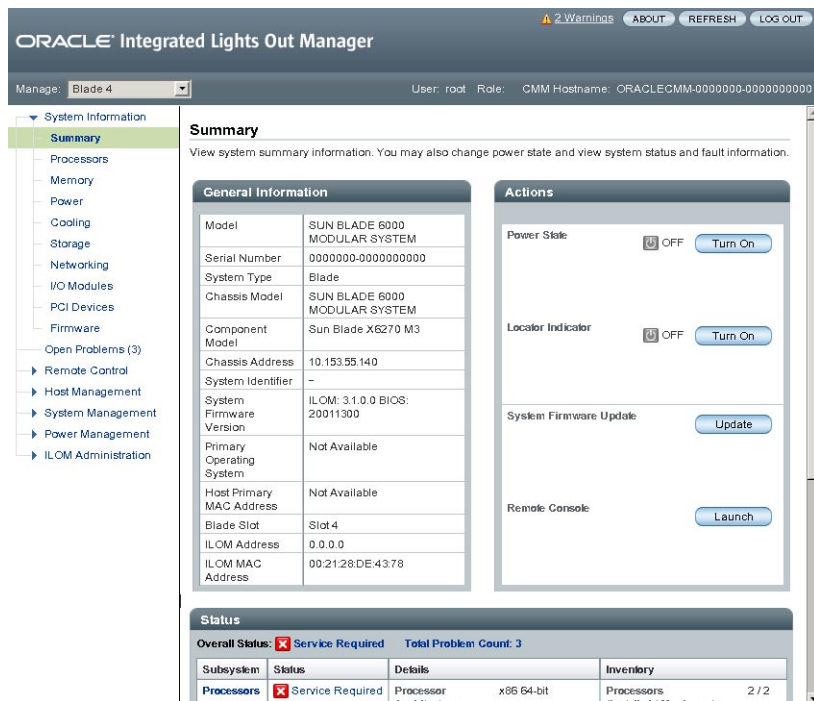 2 Warnings ABOUT REFRESH LOG OUT
ORACLE Integrated Lights Out Manager
Manage: Blade 4
User: root Role: CMM Hostname: ORACLECMM-0000000-0000000000
System Information
Summary
Processors
Memory
Power
Cooling
Storage
Networking
I/O Modules
PCI Devices
Firmware
Open Problems (3)
Remote Control
Host Management
System Management
Power Management
ILOM Administration
Summary
View system summary information. You may also change power state and view system status and fault information.
General Information
Model SUN BLADE 6000
MODULAR SYSTEM
Serial Number 0000000-0000000000
System Type Blade
Chassis Model SUN BLADE 6000
MODULAR SYSTEM
Component Sun Blade X6270 M3
Model
Chassis Address 10.153.55.140
System Identifier -
System ILOM: 3.1.0.0 BIOS:
Firmware 20011300
Version
Primary Not Available
Operating
System
Host Primary Not Available
MAC Address
Blade Slot Slot 4
ILOM Address 0.0.0.0
ILOM MAC 00:21:28:DE:43:78
Address
Actions
Power State OFF Turn On
Locator Indicator OFF Turn On
System Firmware Update Update
Remote Console Launch
Status
Overall Status: Service Required Total Problem Count: 3
Subsystem Status Details Inventory
Processors Service Required Processor x86 64-bit Processors 2 / 2